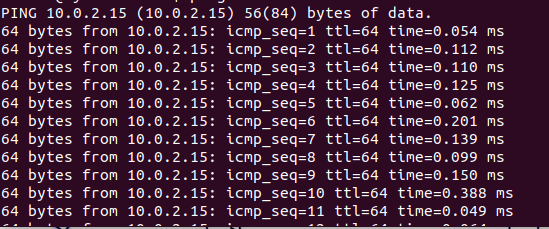 PING 10.0.2.15 (10.0.2.15) 56(84) bytes of data.
64 bytes from 10.0.2.15: icmp_seq=1 ttl=64 time=0.054 ms
64 bytes from 10.0.2.15: icmp_seq=2 ttl=64 time=0.112 ms
64 bytes from 10.0.2.15: icmp_seq=3 ttl=64 time=0.110 ms
64 bytes from 10.0.2.15: icmp_seq=4 ttl=64 time=0.125 ms
64 bytes from 10.0.2.15: icmp_seq=5 ttl=64 time=0.062 ms
64 bytes from 10.0.2.15: icmp_seq=6 ttl=64 time=0.201 ms
64 bytes from 10.0.2.15: icmp_seq=7 ttl=64 time=0.139 ms
64 bytes from 10.0.2.15: icmp_seq=8 ttl=64 time=0.099 ms
64 bytes from 10.0.2.15: icmp_seq=9 ttl=64 time=0.150 ms
64 bytes from 10.0.2.15: icmp_seq=10 ttl=64 time=0.388 ms
64 bytes from 10.0.2.15: icmp_seq=11 ttl=64 time=0.049 ms